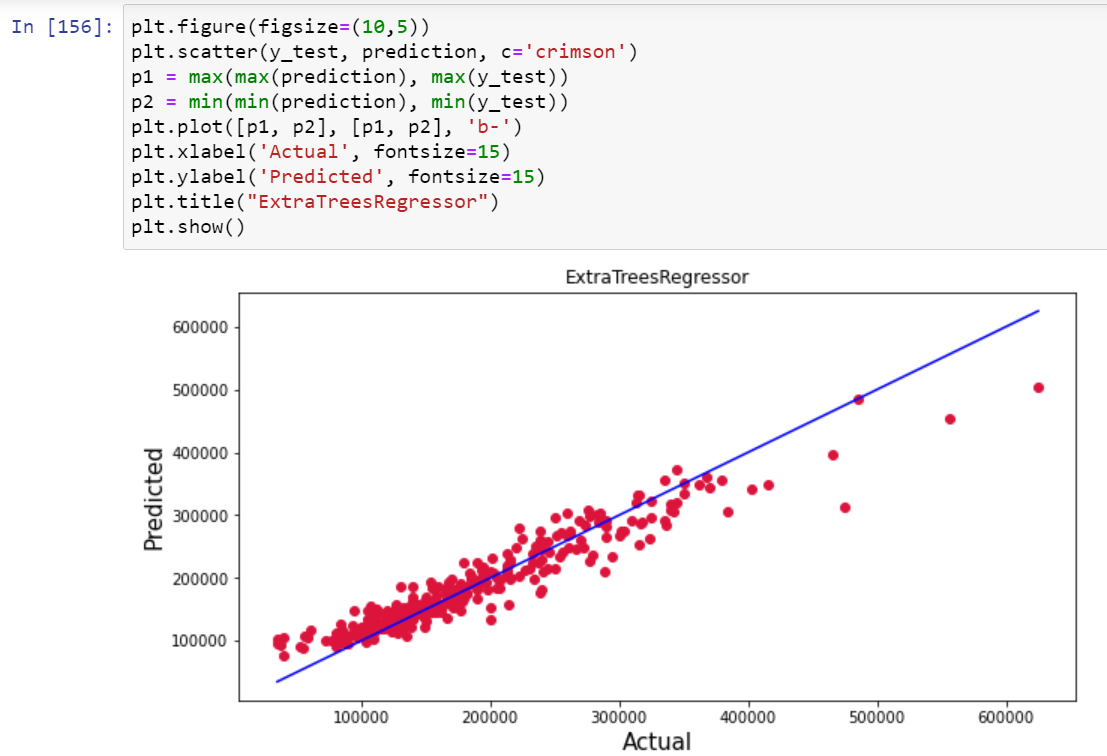 In [156]: plt.figure(figsize=(10,5))
plt.scatter(y_test, prediction, c='crimson')
p1 = max(max(prediction), max(y_test))
p2 = min(min(prediction), min(y_test))
plt.plot([p1, p2], [p1, p2], 'b-')
plt.xlabel('Actual', fontsize=15)
plt.ylabel('Predicted', fontsize=15)
plt.title("ExtraTreesRegressor")
plt.show()
ExtraTreesRegressor
600000
500000
400000
300000
200000
100000
Predicted
100000 200000 300000 400000 500000 600000
Actual